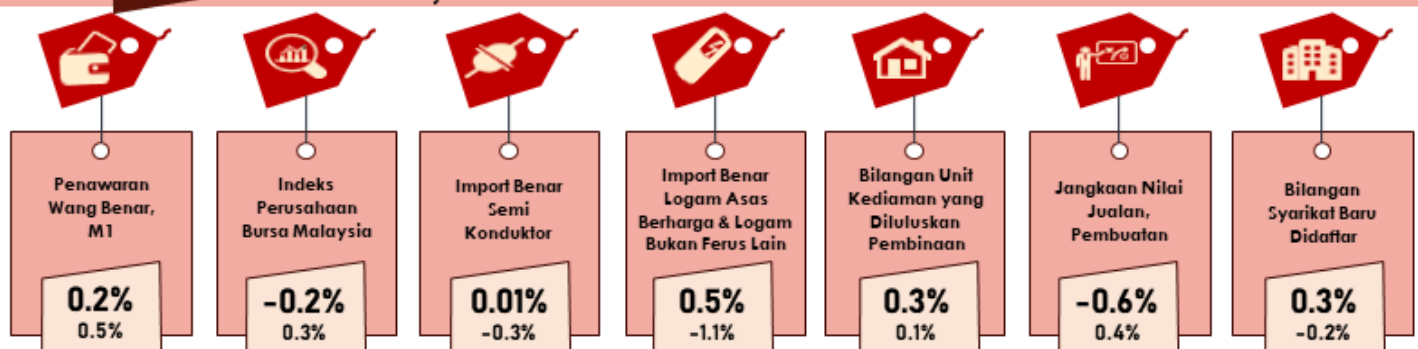 Penawaran
Wang Benar,
M1
0.2%
0.5%
Indeks
Perusahaan
Bursa Malaysia
-0.2%
0.3%
Import Benar
Semi
Konduktor
0.01%
-0.3%
Import Benar
Logam Asas
Berharga & Logam
Bukan Ferus Lain
0.5%
-1.1%
Bilangan Unit
Kediaman yang
Diluluskan
Pembinaan
0.3%
0.1%
Jangkaan Nilai
Jualan,
Pembuatan
-0.6%
0.4%
Bilangan
Syarikat Baru
Didaftar
0.3%
-0.2%